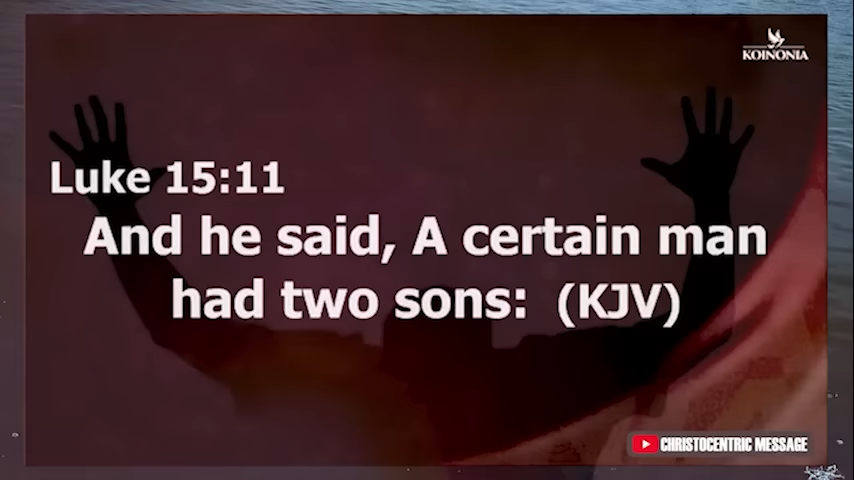 KOINONIA
Luke 15:11
And he said, A certain man
had two sons: (KJV)
CHRISTOCENTRIC MESSAGE